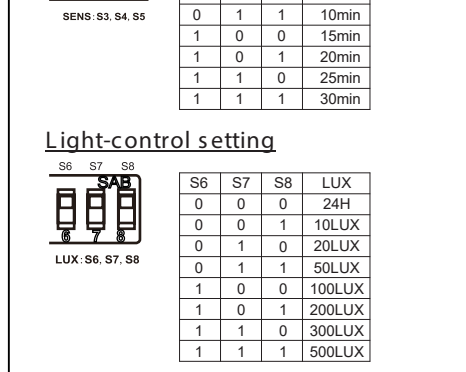 SENS:S3, S4, S5
0 1 1 10min
1 0 0 15min
1 0 1 20min
1 1 0 25min
1 1 1 30min
Light-control setting
S6 S7 S8
SAB
6 7 8
LUX:S6, S7, S8
S6 S7 S8 LUX
0 0 0 24H
0 0 1 10LUX
0 1 0 20LUX
0 1 1 50LUX
1 0 0 100LUX
1 0 1 200LUX
1 1 0 300LUX
1 1 1 500LUX